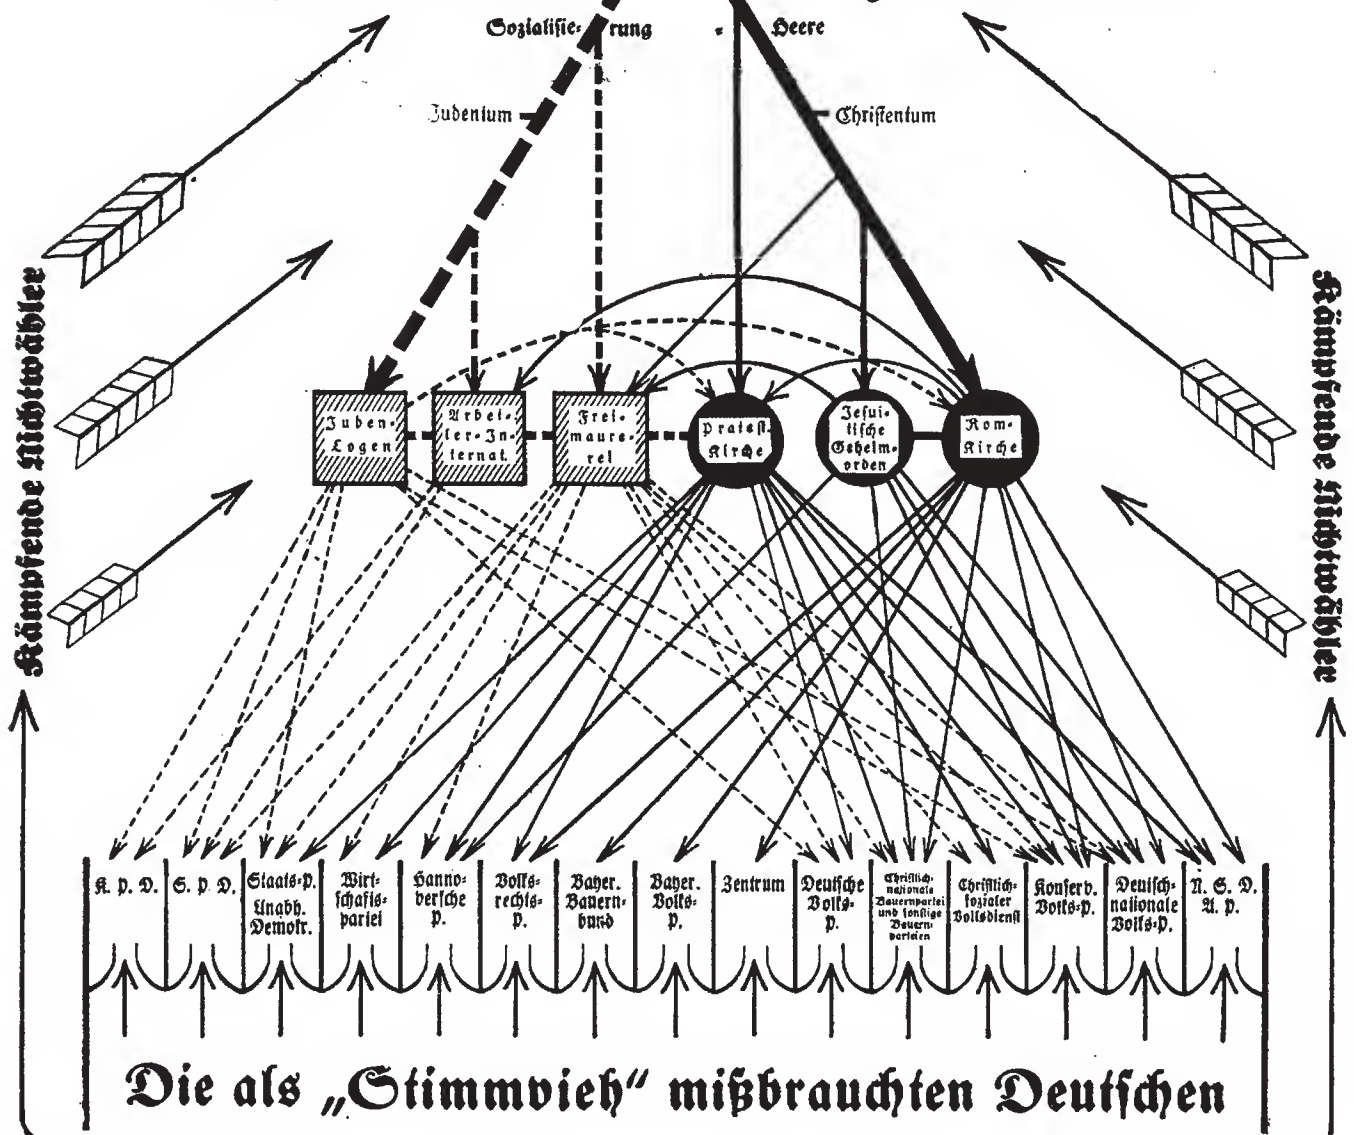 Sozialisie- rung - Heere
Judentum
Christentum
Kämpfende Nichtwähler
Kämpfende Nichtwähler
Juden-
Logen
Arbei-
ter-In-
ternat.
Frei-
maure-
rei
Protest.
Kirche
Jesui-
tische
Geheim-
orden
Rom-
Kirche
K. P. D.
S. P. D.
Staats-P.
Unabh.
Demokr.
Wirt-
schafts-
partei
Hanno-
versche
P.
Volks-
rechts-
P.
Bayer.
Bauern-
bund
Bayer.
Volks-
P.
Zentrum
Deutsche
Volks-
P.
Christlich-
nationale
Bauernpartei
und sonstige
Bauern-
parteien
Christlich-
sozialer
Volksdienst
Konserv.
Volks-P.
Deutsch-
nationale
Volks-P.
N. S. D.
A. P.
Die als „Stimmvieh“ mißbrauchten Deutschen